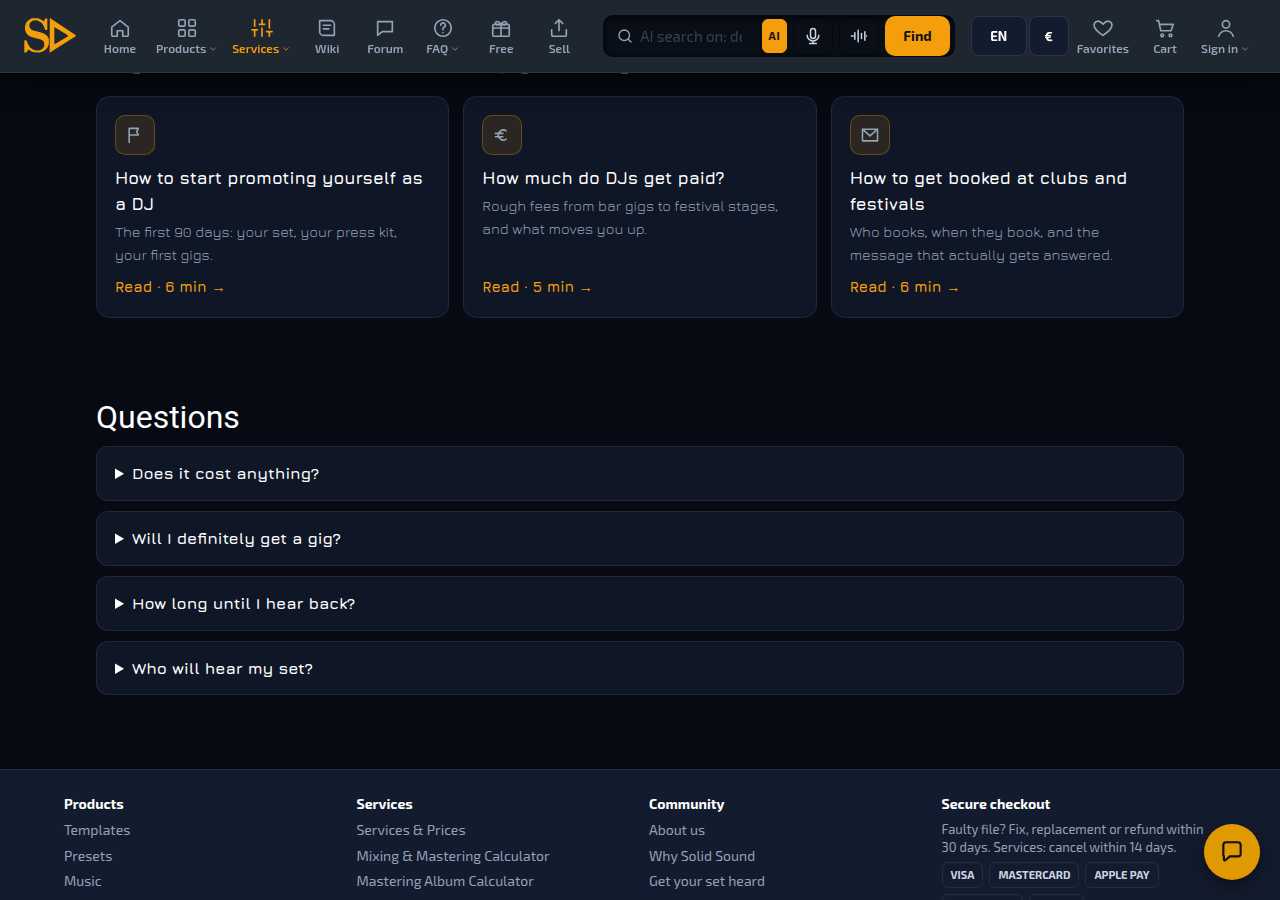 Home
Products
Services
Wiki
Forum
FAQ
Free
Sell
AI search on: de
AI
Find
EN
€
Favorites
Cart
Sign in
How to start promoting yourself as
a DJ
The first 90 days: your set, your press kit,
your first gigs.
Read · 6 min →
€
How much do DJs get paid?
Rough fees from bar gigs to festival stages,
and what moves you up.
Read · 5 min →
How to get booked at clubs and
festivals
Who books, when they book, and the
message that actually gets answered.
Read · 6 min →
Questions
Does it cost anything?
Will I definitely get a gig?
How long until I hear back?
Who will hear my set?
Products
Templates
Presets
Music
Services
Services & Prices
Mixing & Mastering Calculator
Mastering Album Calculator
Community
About us
Why Solid Sound
Get your set heard
Secure checkout
Faulty file? Fix, replacement or refund within
30 days. Services: cancel within 14 days.
VISA
MASTERCARD
APPLE PAY